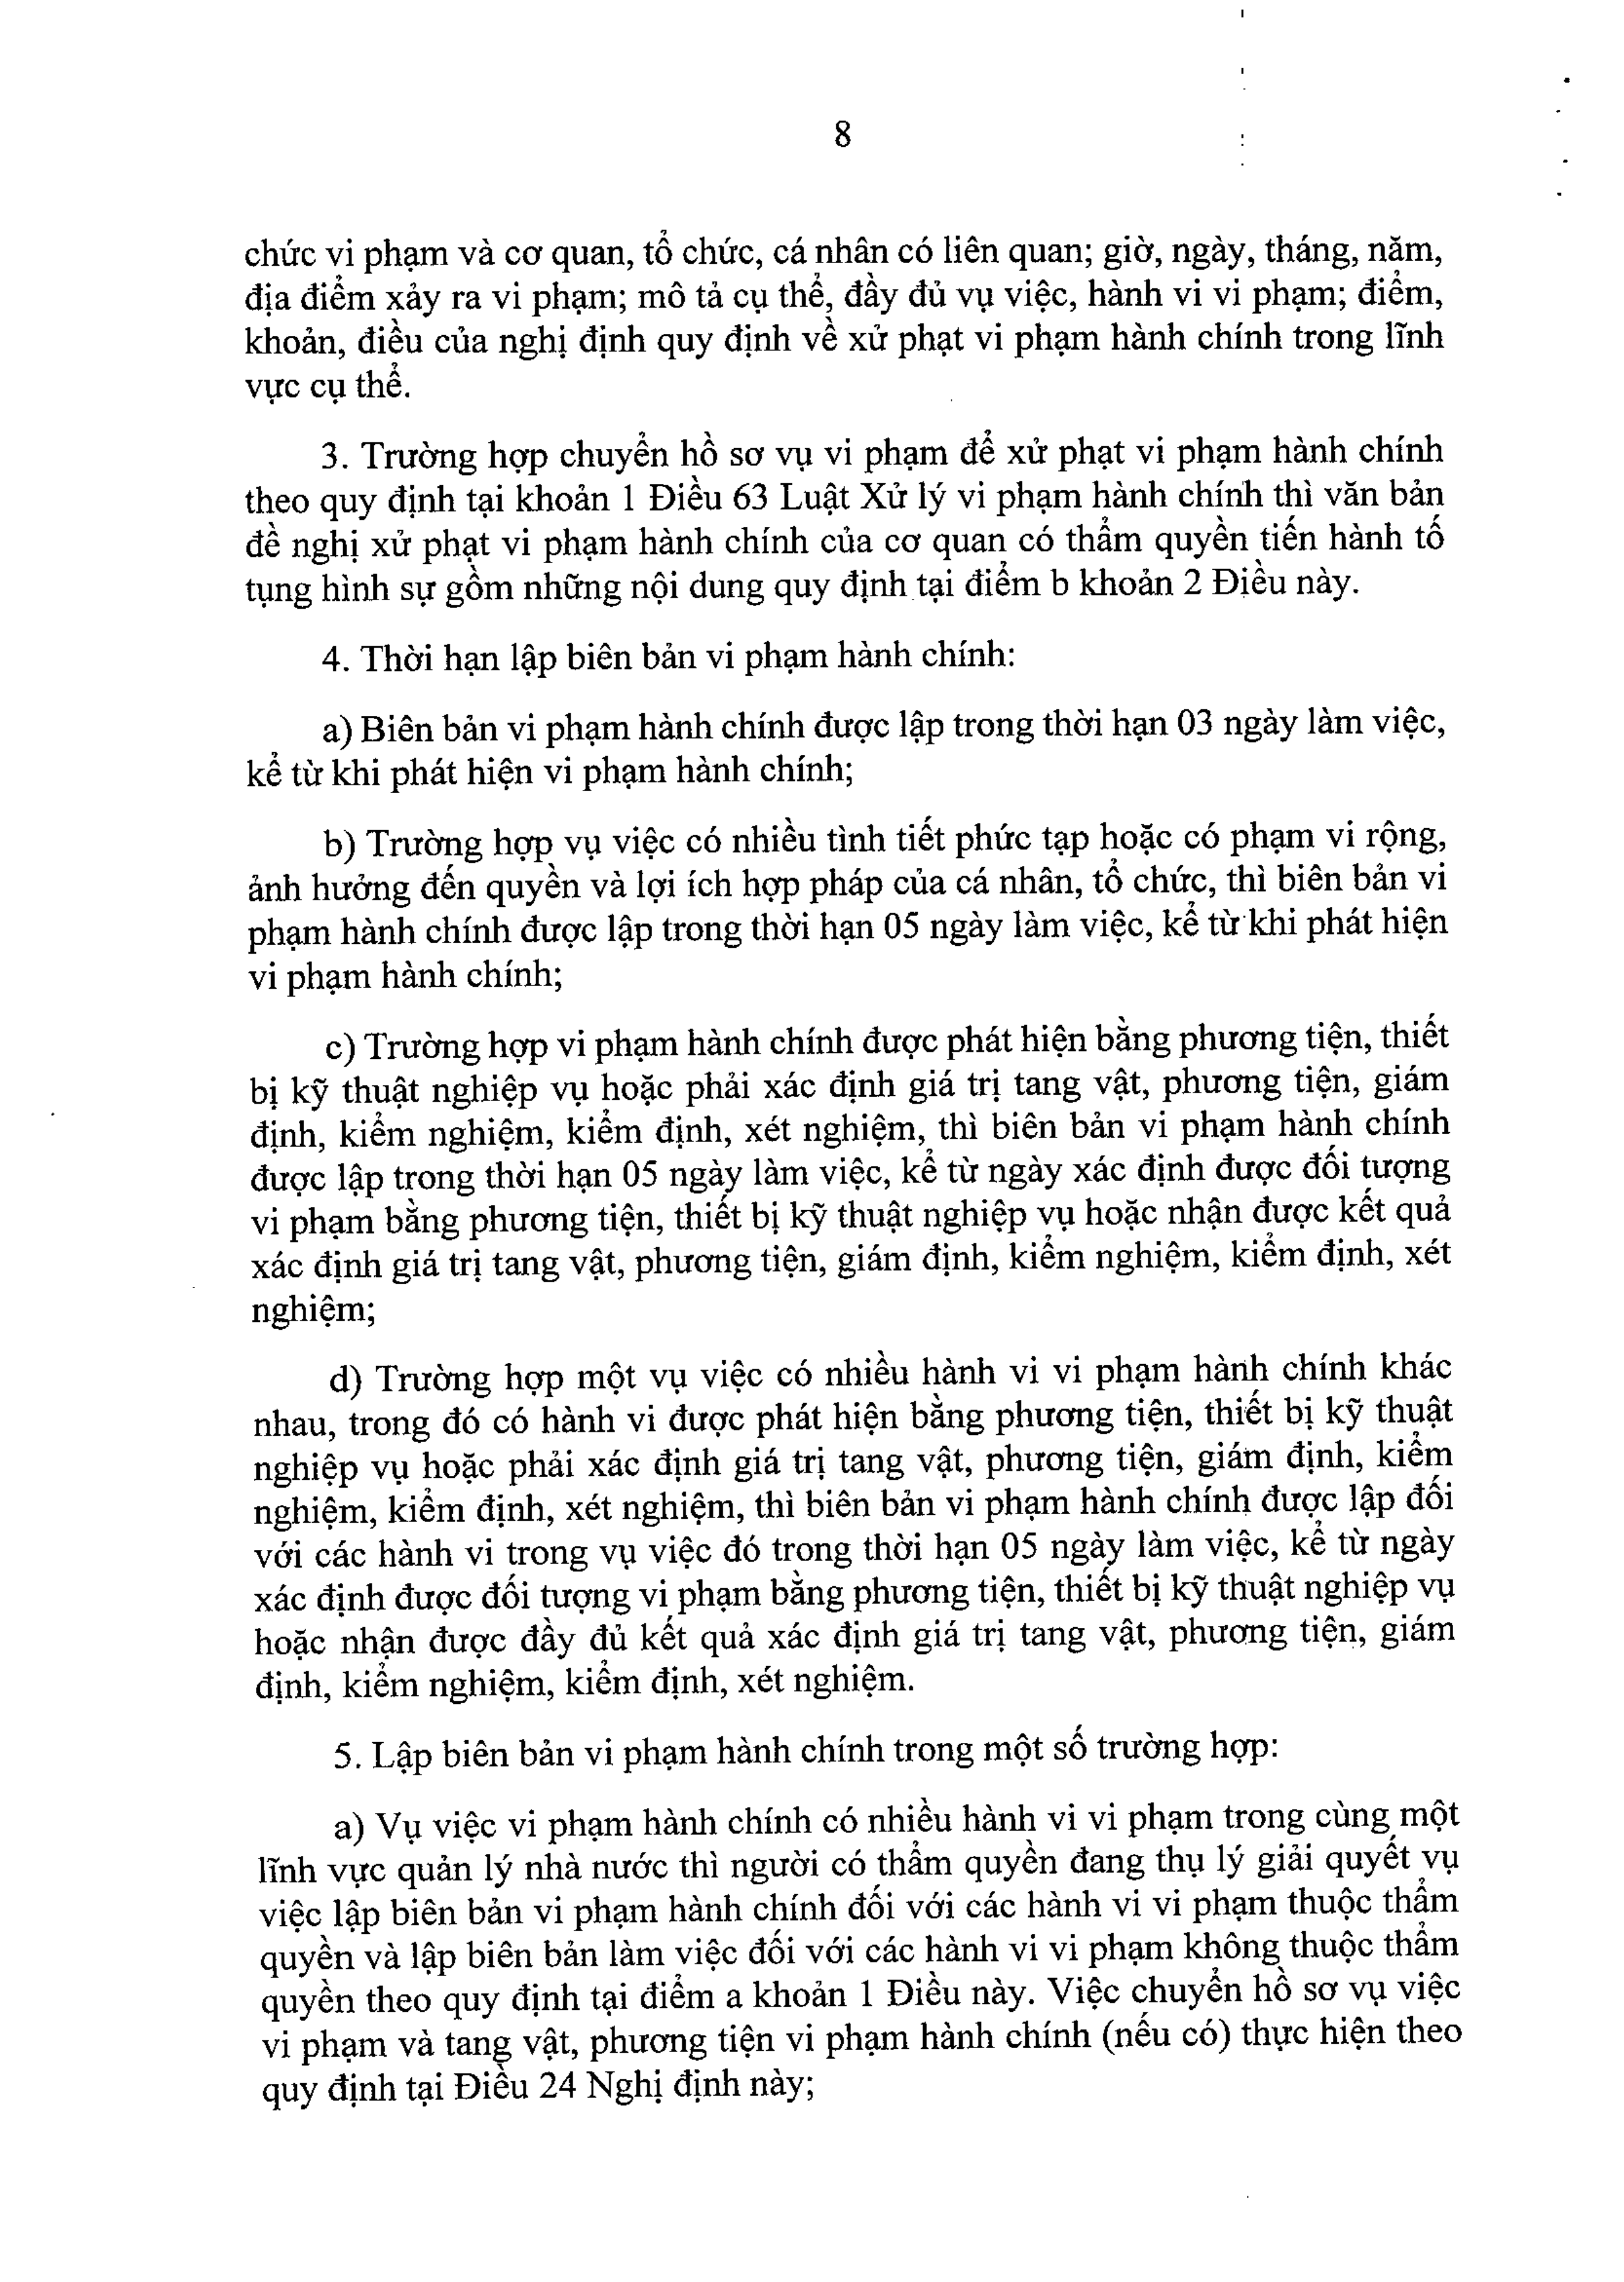 8
chức vi phạm và cơ quan, tổ chức, cá nhân có liên quan; giờ, ngày, tháng, năm,
địa điểm xảy ra vi phạm; mô tả cụ thể, đầy đủ vụ việc, hành vi vi phạm; điểm,
khoản, điều của nghị định quy định về xử phạt vi phạm hành chính trong lĩnh
vực cụ thể.
3. Trường hợp chuyển hồ sơ vụ vi phạm để xử phạt vi phạm hành chính
theo quy định tại khoản 1 Điều 63 Luật Xử lý vi phạm hành chính thì văn bản
đề nghị xử phạt vi phạm hành chính của cơ quan có thẩm quyền tiến hành tố
tụng hình sự gồm những nội dung quy định tại điểm b khoản 2 Điều này.
4. Thời hạn lập biên bản vi phạm hành chính:
a) Biên bản vi phạm hành chính được lập trong thời hạn 03 ngày làm việc,
kể từ khi phát hiện vi phạm hành chính;
b) Trường hợp vụ việc có nhiều tình tiết phức tạp hoặc có phạm vi rộng,
ảnh hưởng đến quyền và lợi ích hợp pháp của cá nhân, tổ chức, thì biên bản vi
phạm hành chính được lập trong thời hạn 05 ngày làm việc, kể từ khi phát hiện
vi phạm hành chính;
c) Trường hợp vi phạm hành chính được phát hiện bằng phương tiện, thiết
bị kỹ thuật nghiệp vụ hoặc phải xác định giá trị tang vật, phương tiện, giám
định, kiểm nghiệm, kiểm định, xét nghiệm, thì biên bản vi phạm hành chính
được lập trong thời hạn 05 ngày làm việc, kể từ ngày xác định được đối tượng
vi phạm bằng phương tiện, thiết bị kỹ thuật nghiệp vụ hoặc nhận được kết quả
xác định giá trị tang vật, phương tiện, giám định, kiểm nghiệm, kiểm định, xét
nghiệm;
d) Trường hợp một vụ việc có nhiều hành vi vi phạm hành chính khác
nhau, trong đó có hành vi được phát hiện bằng phương tiện, thiết bị kỹ thuật
nghiệp vụ hoặc phải xác định giá trị tang vật, phương tiện, giám định, kiểm
nghiệm, kiểm định, xét nghiệm, thì biên bản vi phạm hành chính được lập đối
với các hành vi trong vụ việc đó trong thời hạn 05 ngày làm việc, kể từ ngày
xác định được đối tượng vi phạm bằng phương tiện, thiết bị kỹ thuật nghiệp vụ
hoặc nhận được đầy đủ kết quả xác định giá trị tang vật, phương tiện, giám
định, kiểm nghiệm, kiểm định, xét nghiệm.
5. Lập biên bản vi phạm hành chính trong một số trường hợp:
a) Vụ việc vi phạm hành chính có nhiều hành vi vi phạm trong cùng một
lĩnh vực quản lý nhà nước thì người có thẩm quyền đang thụ lý giải quyết vụ
việc lập biên bản vi phạm hành chính đối với các hành vi vi phạm thuộc thẩm
quyền và lập biên bản làm việc đối với các hành vi vi phạm không thuộc thẩm
quyền theo quy định tại điểm a khoản 1 Điều này. Việc chuyển hồ sơ vụ việc
vi phạm và tang vật, phương tiện vi phạm hành chính (nếu có) thực hiện theo
quy định tại Điều 24 Nghị định này;